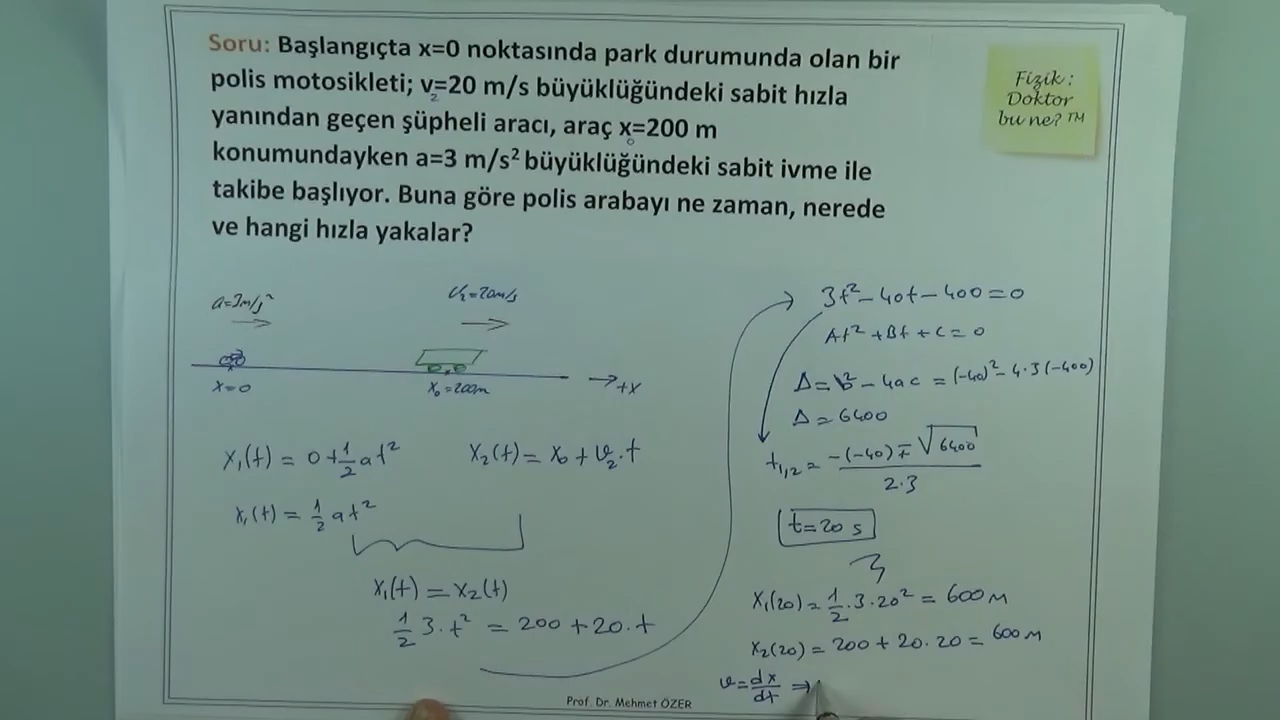 Soru: Başlangıçta x=0 noktasında park durumunda olan bir
polis motosikleti; v=20 m/s büyüklüğündeki sabit hızla
2
yanından geçen şüpheli aracı, araç x=200 m
0
konumundayken a=3 m/s² büyüklüğündeki sabit ivme ile
takibe başlıyor. Buna göre polis arabayı ne zaman, nerede
ve hangi hızla yakalar?
Fizik :
Doktor
bu ne? ™
a=3m/s²
v₂=20m/s
x=0
x₀=200m
+x
x₁(t) = 0+½at²
x₂(t) = x₀ + v₂.t
x₁(t) = ½at²
x₁(t) = x₂(t)
½ 3.t² = 200 + 20.t
3t² - 40t - 400 = 0
At² + Bt + C = 0
Δ = b² - 4ac = (-40)² - 4.3(-400)
Δ = 6400
t₁,₂ = -(-40)∓√6400 / 2.3
t=20 s
x₁(20) = ½.3.20² = 600 m
x₂(20) = 200 + 20.20 = 600 m
v = dx/dt ⇒
Prof. Dr. Mehmet ÖZER